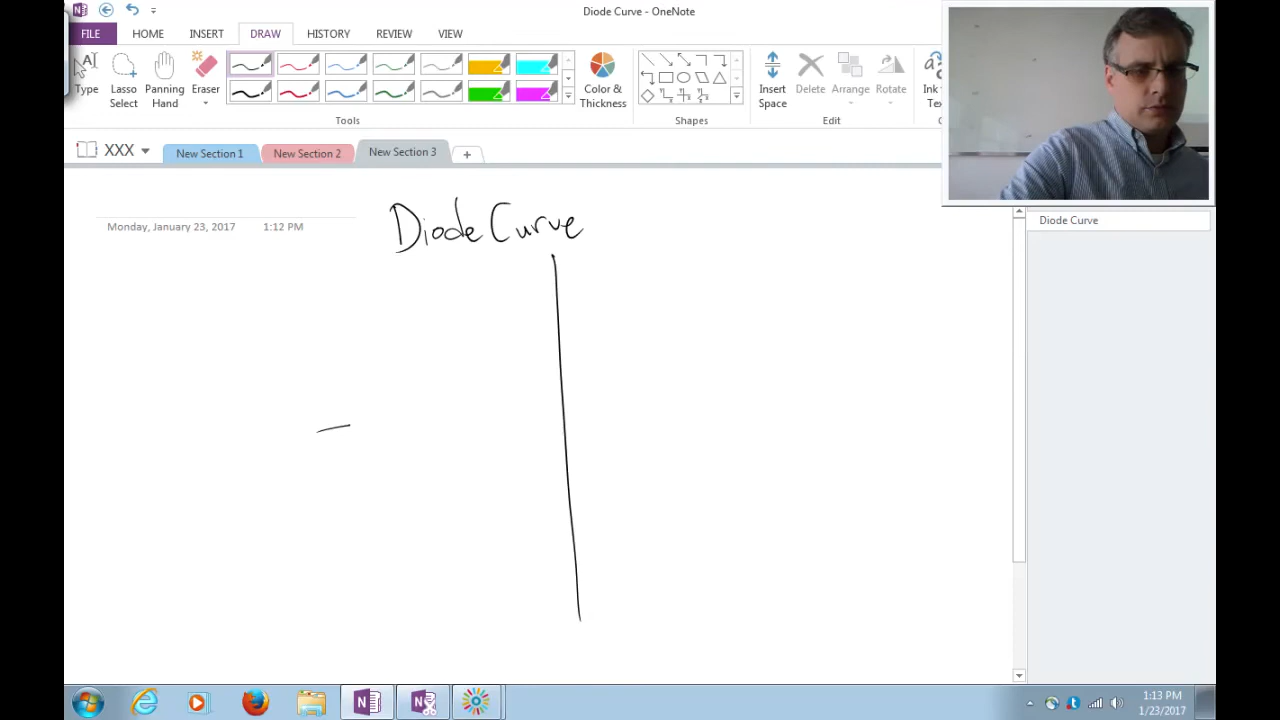 Diode Curve - OneNote
FILE HOME INSERT DRAW HISTORY REVIEW VIEW
Type
Lasso Select
Panning Hand
Eraser
Color & Thickness
Insert Space
Delete
Arrange
Rotate
Ink to
Tools
Shapes
Edit
XXX
New Section 1
New Section 2
New Section 3
Diode Curve
Monday, January 23, 2017 1:12 PM
Diode Curve
1:13 PM
1/23/2017